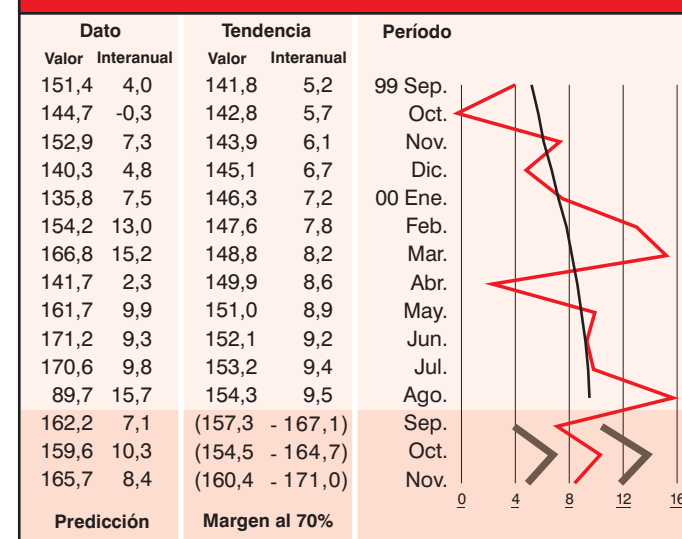 Dato Tendencia Período
Valor Interanual Valor Interanual
151,4 4,0 141,8 5,2 99 Sep.
144,7 -0,3 142,8 5,7 Oct.
152,9 7,3 143,9 6,1 Nov.
140,3 4,8 145,1 6,7 Dic.
135,8 7,5 146,3 7,2 00 Ene.
154,2 13,0 147,6 7,8 Feb.
166,8 15,2 148,8 8,2 Mar.
141,7 2,3 149,9 8,6 Abr.
161,7 9,9 151,0 8,9 May.
171,2 9,3 152,1 9,2 Jun.
170,6 9,8 153,2 9,4 Jul.
89,7 15,7 154,3 9,5 Ago.
162,2 7,1 (157,3 - 167,1) Sep.
159,6 10,3 (154,5 - 164,7) Oct.
165,7 8,4 (160,4 - 171,0) Nov.
0 4 8 12 16
Predicción Margen al 70%